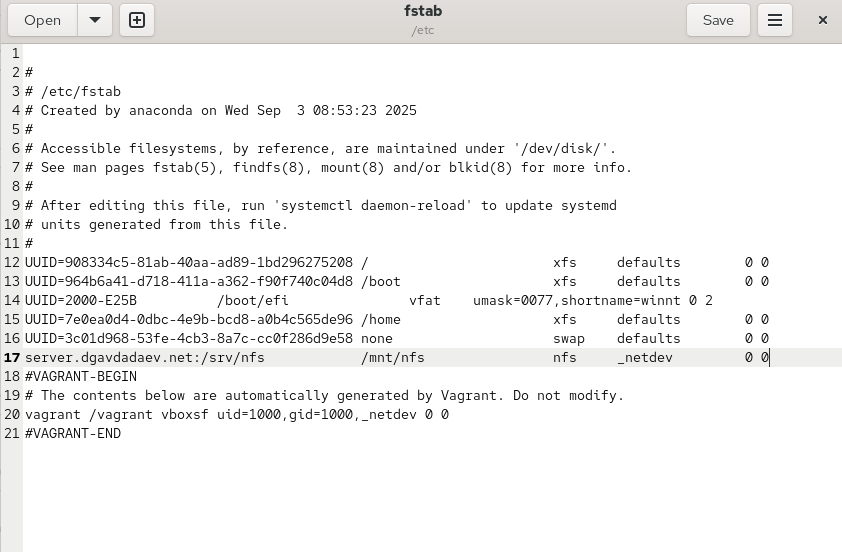 Open
fstab
/etc
Save
1
2 #
3 # /etc/fstab
4 # Created by anaconda on Wed Sep  3 08:53:23 2025
5 #
6 # Accessible filesystems, by reference, are maintained under '/dev/disk/'.
7 # See man pages fstab(5), findfs(8), mount(8) and/or blkid(8) for more info.
8 #
9 # After editing this file, run 'systemctl daemon-reload' to update systemd
10 # units generated from this file.
11 #
12 UUID=908334c5-81ab-40aa-ad89-1bd296275208 /                       xfs     defaults        0 0
13 UUID=964b6a41-d718-411a-a362-f90f740c04d8 /boot                   xfs     defaults        0 0
14 UUID=2000-E25B          /boot/efi               vfat    umask=0077,shortname=winnt 0 2
15 UUID=7e0ea0d4-0dbc-4e9b-bcd8-a0b4c565de96 /home                   xfs     defaults        0 0
16 UUID=3c01d968-53fe-4cb3-8a7c-cc0f286d9e58 none                    swap    defaults        0 0
17 server.dgavdadaev.net:/srv/nfs            /mnt/nfs                nfs     _netdev         0 0
18 #VAGRANT-BEGIN
19 # The contents below are automatically generated by Vagrant. Do not modify.
20 vagrant /vagrant vboxsf uid=1000,gid=1000,_netdev 0 0
21 #VAGRANT-END